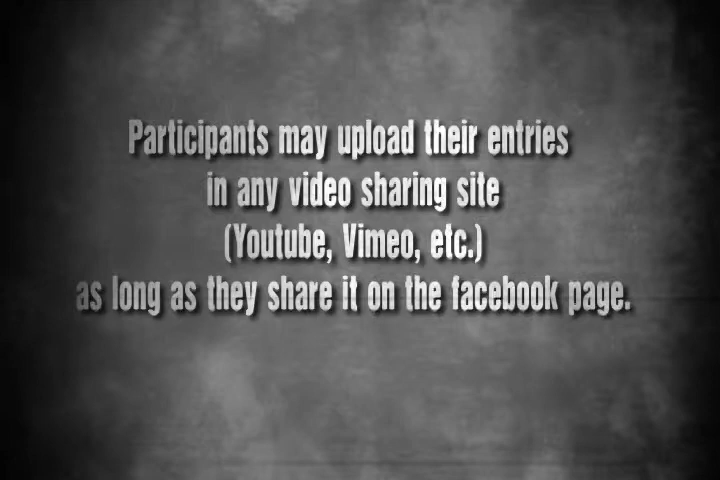 Participants may upload their entries
in any video sharing site
(Youtube, Vimeo, etc.)
as long as they share it on the facebook page.